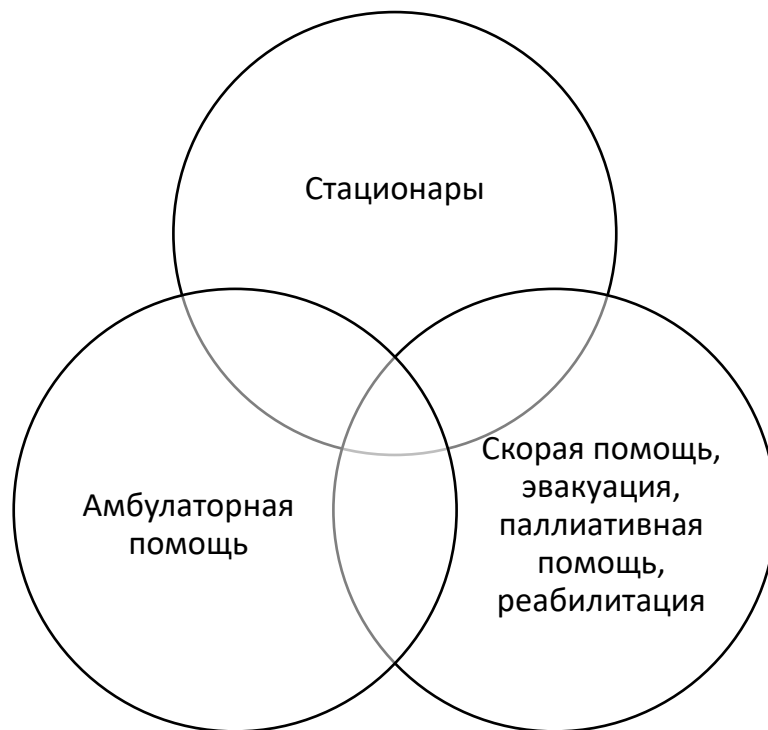 Стационары
Амбулаторная
помощь
Скорая помощь,
эвакуация,
паллиативная
помощь,
реабилитация